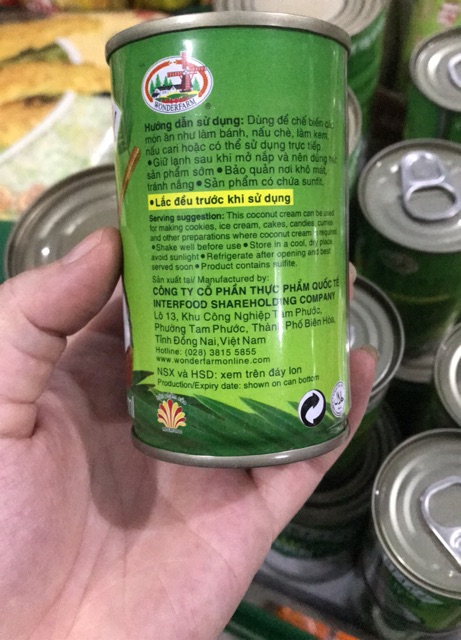 WONDERFARM
Hướng dẫn sử dụng: Dùng để chế biến các
món ăn như làm bánh, nấu chè, làm kem,
nấu cari hoặc có thể sử dụng trực tiếp.
•Giữ lạnh sau khi mở nắp và nên dùng hết
sản phẩm sớm •Bảo quản nơi khô mát,
tránh nắng •Sản phẩm có chứa sunfit.
•Lắc đều trước khi sử dụng
Serving suggestion: This coconut cream can be used
for making cookies, ice cream, cakes, candies, curries
and other preparations where coconut cream is required
•Shake well before use •Store in a cool, dry place
avoid sunlight •Refrigerate after opening and best
served soon •Product contains sulfite.
Sản xuất tại/ Manufactured by:
CÔNG TY CỔ PHẦN THỰC PHẨM QUỐC TẾ
INTERFOOD SHAREHOLDING COMPANY
Lô 13, Khu Công Nghiệp Tam Phước,
Phường Tam Phước, Thành Phố Biên Hòa,
Tỉnh Đồng Nai, Việt Nam
Hotline: (028) 3815 5855
www.wonderfarmonline.com
NSX và HSD: xem trên đáy lon
Production/Expiry date: shown on can bottom